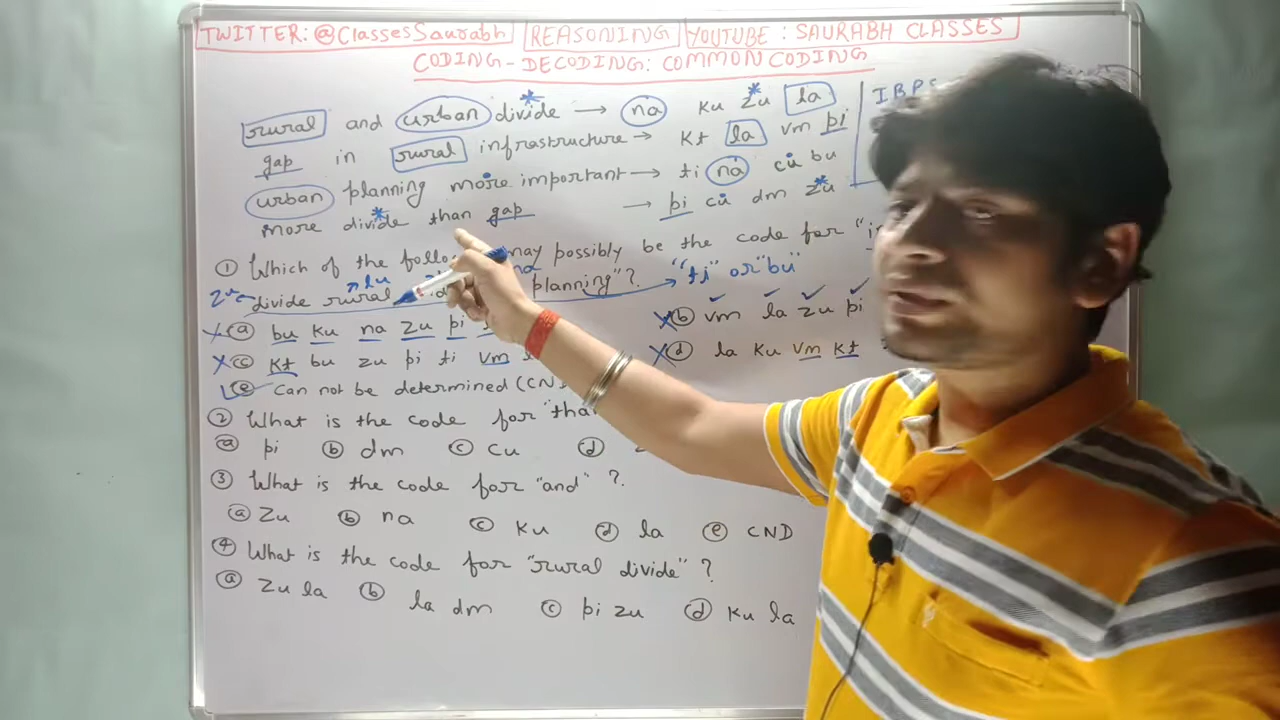 TWITTER: @ClassesSaurabh REASONING YOUTUBE: SAURABH CLASSES
CODING-DECODING: COMMON CODING
IBPS
rural and urban divide → na ku zu la
gap in rural infrastructure → kt la vm pi
urban planning more important → ti na cu bu
more divide than gap → pi cu dm zu
① Which of the may possibly be the code for "
divide rural planning"? "ti" or "bu"
zu la
ⓐ bu ku na zu pi
ⓑ vm la zu pi
ⓒ kt bu zu pi ti vm
ⓓ la ku vm kt
ⓔ Can not be determined
② What is the code for
ⓐ pi ⓑ dm ⓒ cu ⓓ
③ What is the code for "and" ?
ⓐ zu ⓑ na ⓒ ku ⓓ la ⓔ CND
④ What is the code for "rural divide" ?
ⓐ zu la ⓑ la dm ⓒ pi zu ⓓ ku la